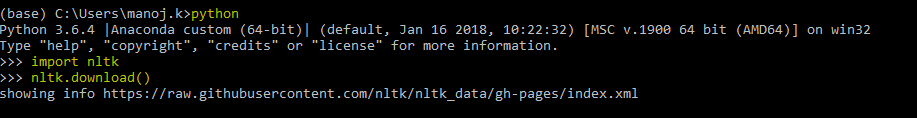 (base) C:\Users\manoj.k>python
Python 3.6.4 |Anaconda custom (64-bit)| (default, Jan 16 2018, 10:22:32) [MSC v.1900 64 bit (AMD64)] on win32
Type "help", "copyright", "credits" or "license" for more information.
>>> import nltk
>>> nltk.download()
showing info https://raw.githubusercontent.com/nltk/nltk_data/gh-pages/index.xml